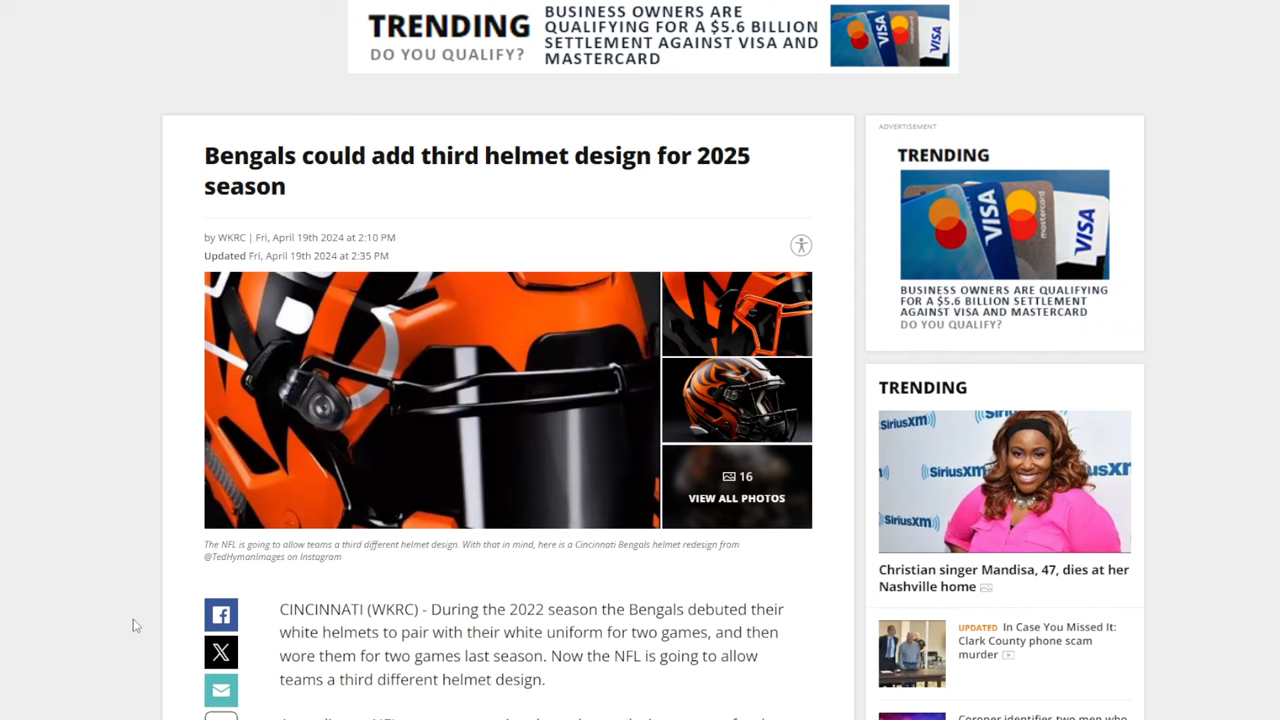 TRENDING
DO YOU QUALIFY?
BUSINESS OWNERS ARE
QUALIFYING FOR A $5.6 BILLION
SETTLEMENT AGAINST VISA AND
MASTERCARD
VISA
VISA
Bengals could add third helmet design for 2025
season
by WKRC | Fri, April 19th 2024 at 2:10 PM
Updated Fri, April 19th 2024 at 2:35 PM
16
VIEW ALL PHOTOS
The NFL is going to allow teams a third different helmet design. With that in mind, here is a Cincinnati Bengals helmet redesign from
@TedHymanImages on Instagram
CINCINNATI (WKRC) - During the 2022 season the Bengals debuted their
white helmets to pair with their white uniform for two games, and then
wore them for two games last season. Now the NFL is going to allow
teams a third different helmet design.
ADVERTISEMENT
TRENDING
VISA
mastercard
VISA
BUSINESS OWNERS ARE QUALIFYING
FOR A $5.6 BILLION SETTLEMENT
AGAINST VISA AND MASTERCARD
DO YOU QUALIFY?
TRENDING
SiriusXM
SiriusXM
SiriusXM
Christian singer Mandisa, 47, dies at her
Nashville home
UPDATED In Case You Missed It:
Clark County phone scam
murder